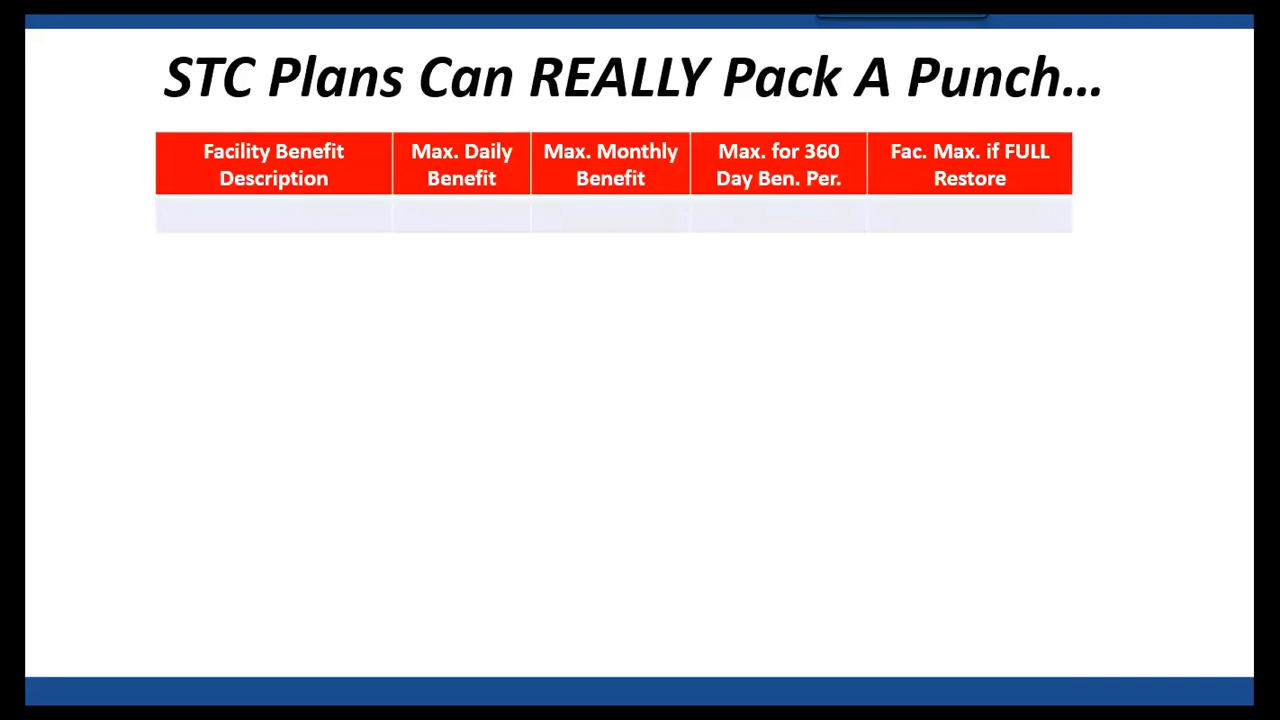 STC Plans Can REALLY Pack A Punch...
Facility Benefit Description
Max. Daily Benefit
Max. Monthly Benefit
Max. for 360 Day Ben. Per.
Fac. Max. if FULL Restore